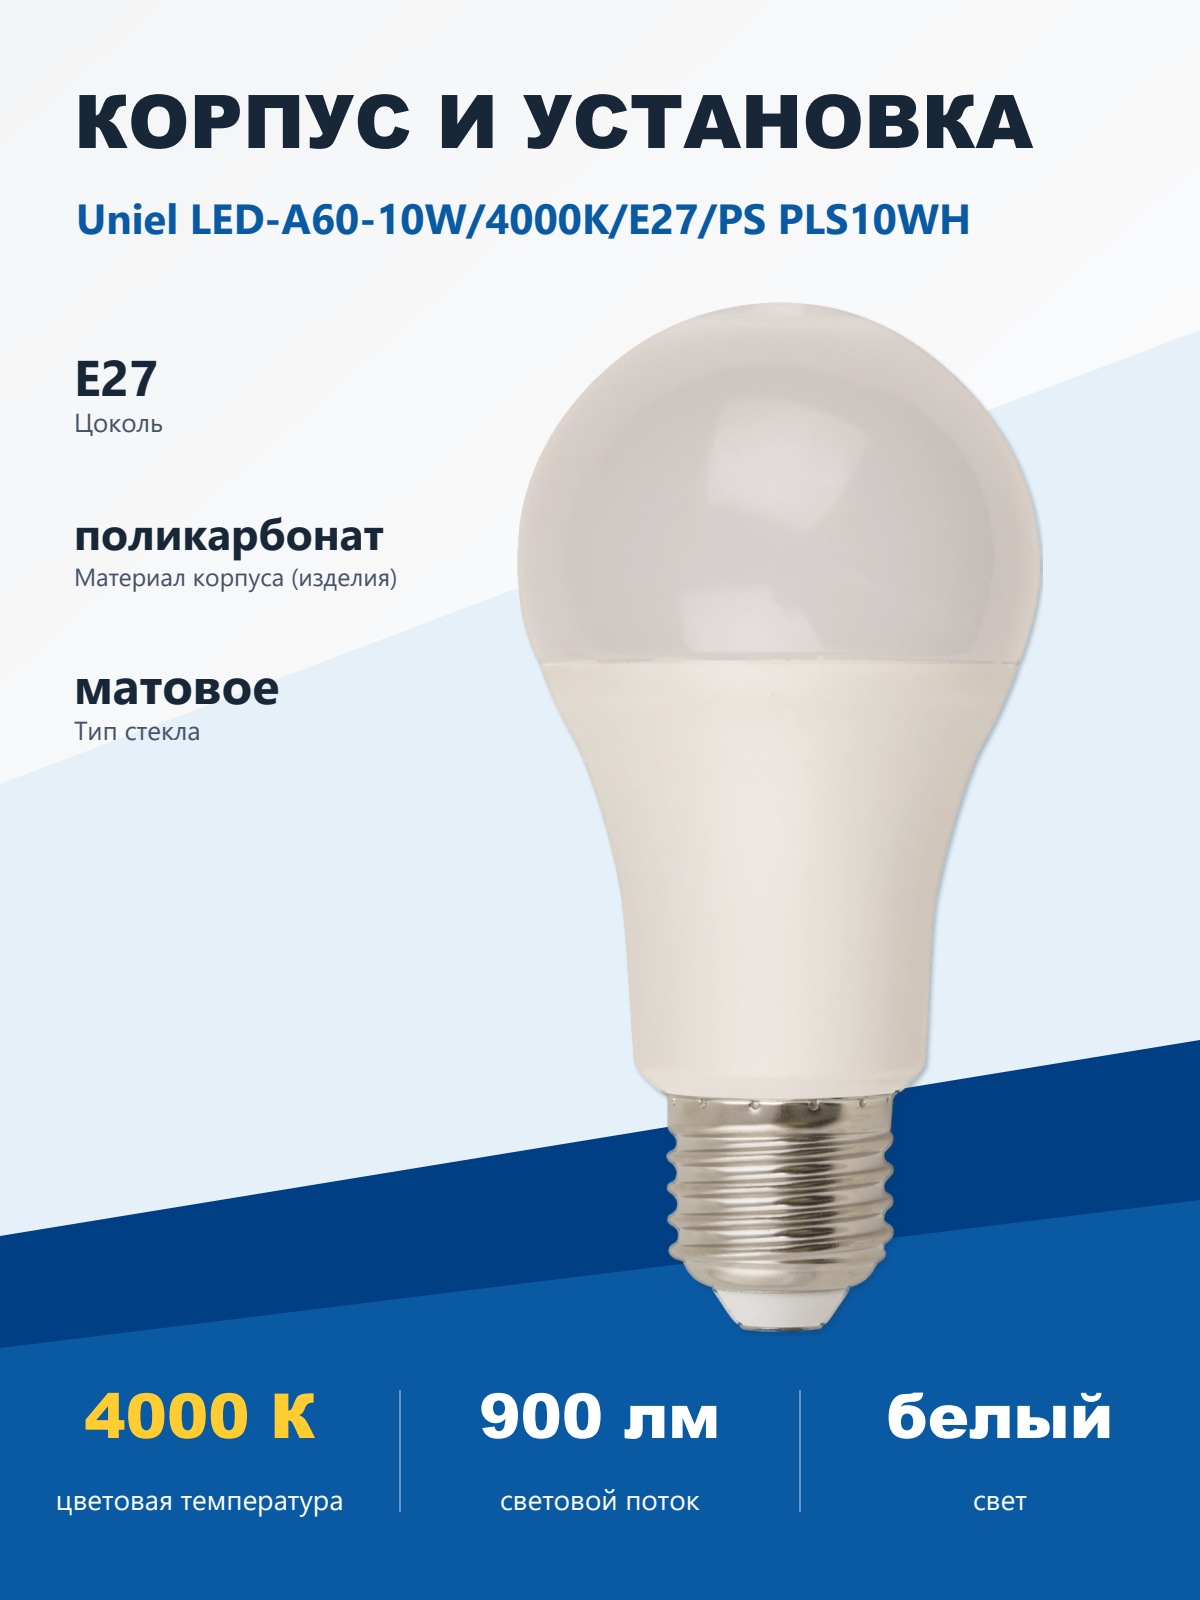 КОРПУС И УСТАНОВКА
Uniel LED-A60-10W/4000K/E27/PS PLS10WH
E27
Цоколь
поликарбонат
Материал корпуса (изделия)
матовое
Тип стекла
4000 К
цветовая температура
900 лм
световой поток
белый
свет